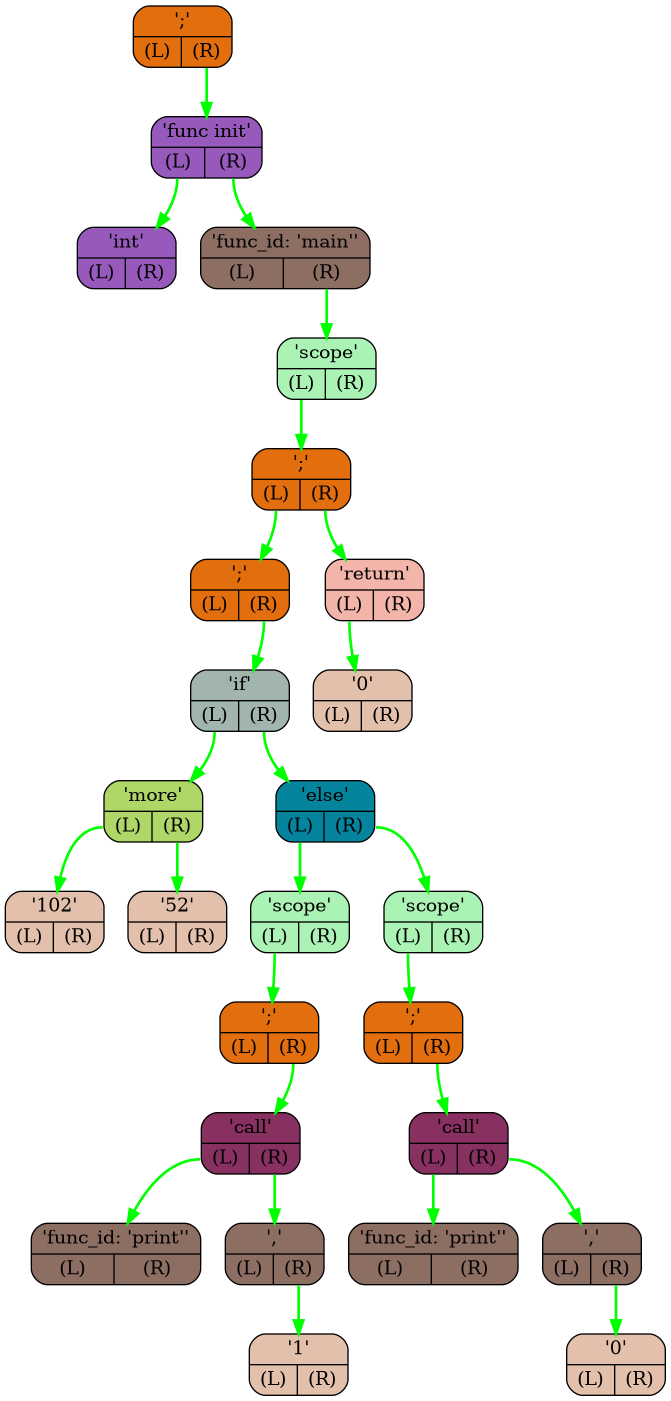 ';'
(L) (R)
'func init'
(L) (R)
'int' 'func_id: 'main''
(L) (R) (L) (R)
'scope'
(L) (R)
';'
(L) (R)
';' 'return'
(L) (R) (L) (R)
'if' '0'
(L) (R) (L) (R)
'more' 'else'
(L) (R) (L) (R)
'102' '52' 'scope' 'scope'
(L) (R) (L) (R) (L) (R) (L) (R)
';' ';'
(L) (R) (L) (R)
'call' 'call'
(L) (R) (L) (R)
'func_id: 'print'' ',' 'func_id: 'print'' ','
(L) (R) (L) (R) (L) (R) (L) (R)
'1' '0'
(L) (R) (L) (R)